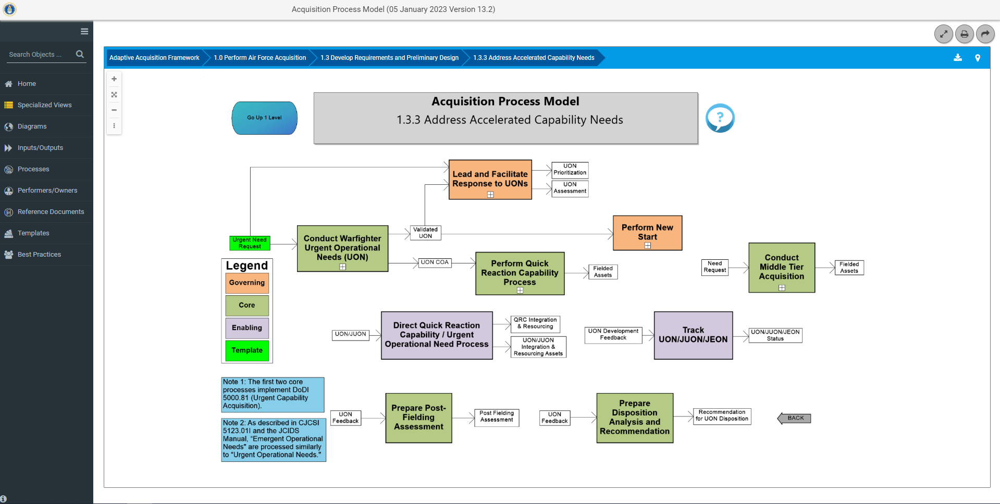 Acquisition Process Model (05 January 2023 Version 13.2)
Search Objects ...
Home
Specialized Views
Diagrams
Inputs/Outputs
Processes
Performers/Owners
Reference Documents
Templates
Best Practices
Adaptive Acquisition Framework
1.0 Perform Air Force Acquisition
1.3 Develop Requirements and Preliminary Design
1.3.3 Address Accelerated Capability Needs
Go Up 1 Level
Acquisition Process Model
1.3.3 Address Accelerated Capability Needs
?
Lead and Facilitate
Response to UONs
UON
Prioritization
UON
Assessment
Urgent Need
Request
Conduct Warfighter
Urgent Operational
Needs (UON)
Validated
UON
UON COA
Perform New
Start
Perform Quick
Reaction Capability
Process
Fielded
Assets
Need
Request
Conduct
Middle Tier
Acquisition
Fielded
Assets
Legend
Governing
Core
Enabling
Template
UON/JUON
Direct Quick Reaction
Capability / Urgent
Operational Need Process
QRC Integration
& Resourcing
UON/JUON
Integration &
Resourcing Assets
UON Development
Feedback
Track
UON/JUON/JEON
UON/JUON/JEON
Status
Note 1: The first two core
processes implement DoDI
5000.81 (Urgent Capability
Acquisition).
Note 2: As described in CJCSI
5123.01I and the JCIDS
Manual, “Emergent Operational
Needs" are processed similarly
to “Urgent Operational Needs."
UON
Feedback
Prepare Post-
Fielding
Assessment
Post Fielding
Assessment
UON
Feedback
Prepare
Disposition
Analysis and
Recommendation
Recommendation
for UON Disposition
BACK